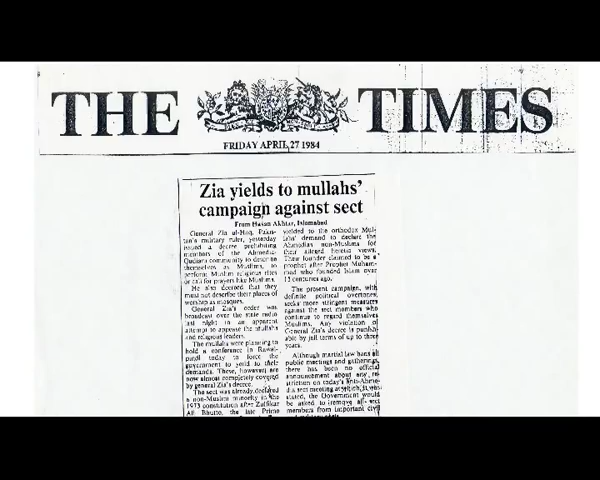 THE TIMES
FRIDAY APRIL 27 1984
Zia yields to mullahs'
campaign against sect
From Hasan Akhtar, Islamabad
General Zia ul-Haq, Pakis-
tan's military ruler, yesterday
issued a decree prohibiting
members of the Ahmedia-
Qadiani community to describe
themselves as Muslims, to
perform Muslim religious rites
or call for prayers like Muslims.
He also decreed that they
must not describe their places of
worship as mosques.
General Zia's order was
broadcast over the state radio
last night in an apparent
attempt to appease the mullahs
and religious leaders.
The mullahs were planning to
hold a conference in Rawal-
pindi today to force the
government to yield to their
demands. These, however, are
now almost completely covered
by general Zia's decree.
The sect was already declared
a non-Muslim minority in the
1973 constitution after Zulfikar
Ali Bhutto, the late Prime
yielded to the orthodox Mul-
lahs' demand to declare the
Ahmedias non-Muslims for
their alleged heretic views.
Their founder claimed to be a
prophet after Prophet Muham-
mad who founded Islam over
13 centuries ago.
The present campaign, with
definite political overtones,
seeks more stringent measures
against the sect members who
continue to regard themselves
Muslims. Any violation of
General Zia's decree is punish-
able by jail terms of up to three
years.
Although martial law bans all
public meetings and gatherings,
there has been no official
announcement about any re-
striction on today's anti-Ahme-
dia sect meeting at which, it was
stated, the Government would
be asked to remove all sect
members from important civil